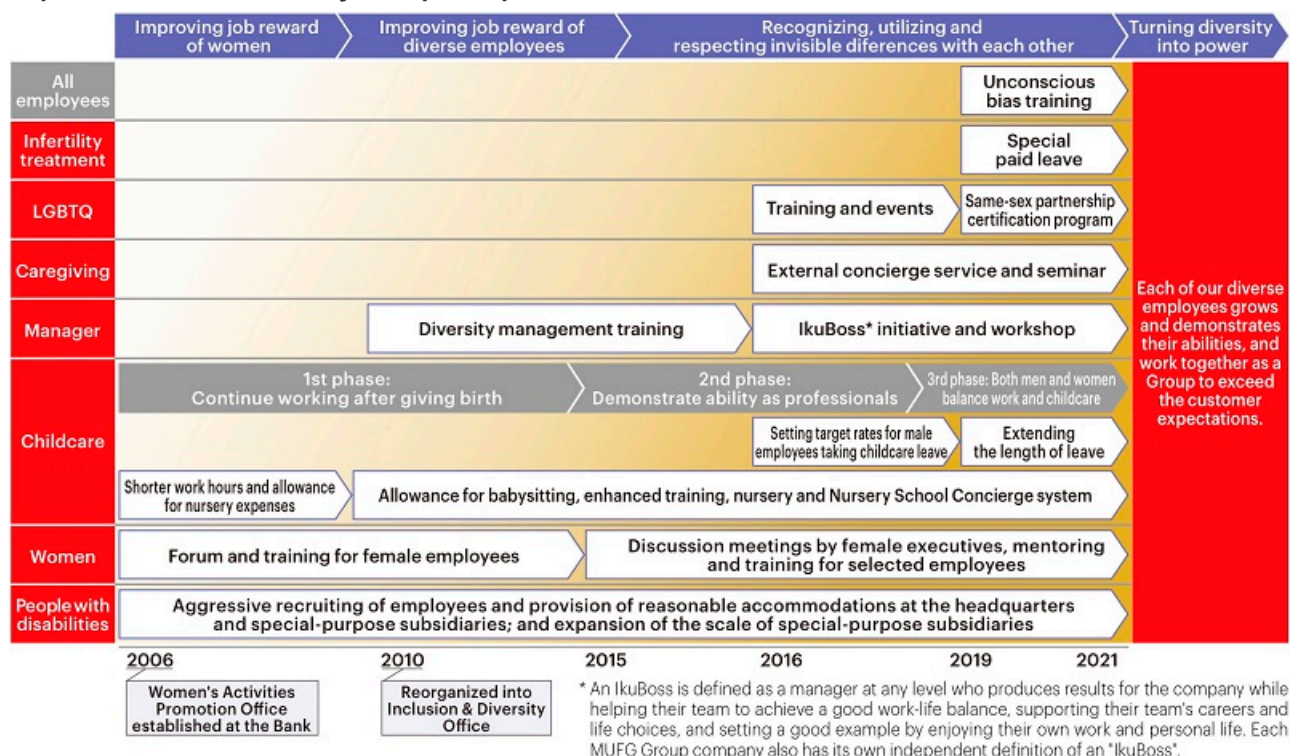 Improving job reward
of women
Improving job reward of
diverse employees
Recognizing, utilizing and
respecting invisible diferences with each other
Turning diversity
into power
All
employees
Unconscious
bias training
Infertility
treatment
Special
paid leave
LGBTQ
Training and events
Same-sex partnership
certification program
Caregiving
External concierge service and seminar
Manager
Diversity management training
IkuBoss* initiative and workshop
Childcare
1st phase:
Continue working after giving birth
2nd phase:
Demonstrate ability as professionals
3rd phase: Both men and women
balance work and childcare
Setting target rates for male
employees taking childcare leave
Extending
the length of leave
Shorter work hours and allowance
for nursery expenses
Allowance for babysitting, enhanced training, nursery and Nursery School Concierge system
Women
Forum and training for female employees
Discussion meetings by female executives, mentoring
and training for selected employees
People with
disabilities
Aggressive recruiting of employees and provision of reasonable accommodations at the headquarters
and special-purpose subsidiaries; and expansion of the scale of special-purpose subsidiaries
Each of our diverse
employees grows
and demonstrates
their abilities, and
work together as a
Group to exceed
the customer
expectations.
2006
2010
2015
2016
2019
2021
Women's Activities
Promotion Office
established at the Bank
Reorganized into
Inclusion & Diversity
Office
* An IkuBoss is defined as a manager at any level who produces results for the company while
helping their team to achieve a good work-life balance, supporting their team's careers and
life choices, and setting a good example by enjoying their own work and personal life. Each
MUFG Group company also has its own independent definition of an "IkuBoss".